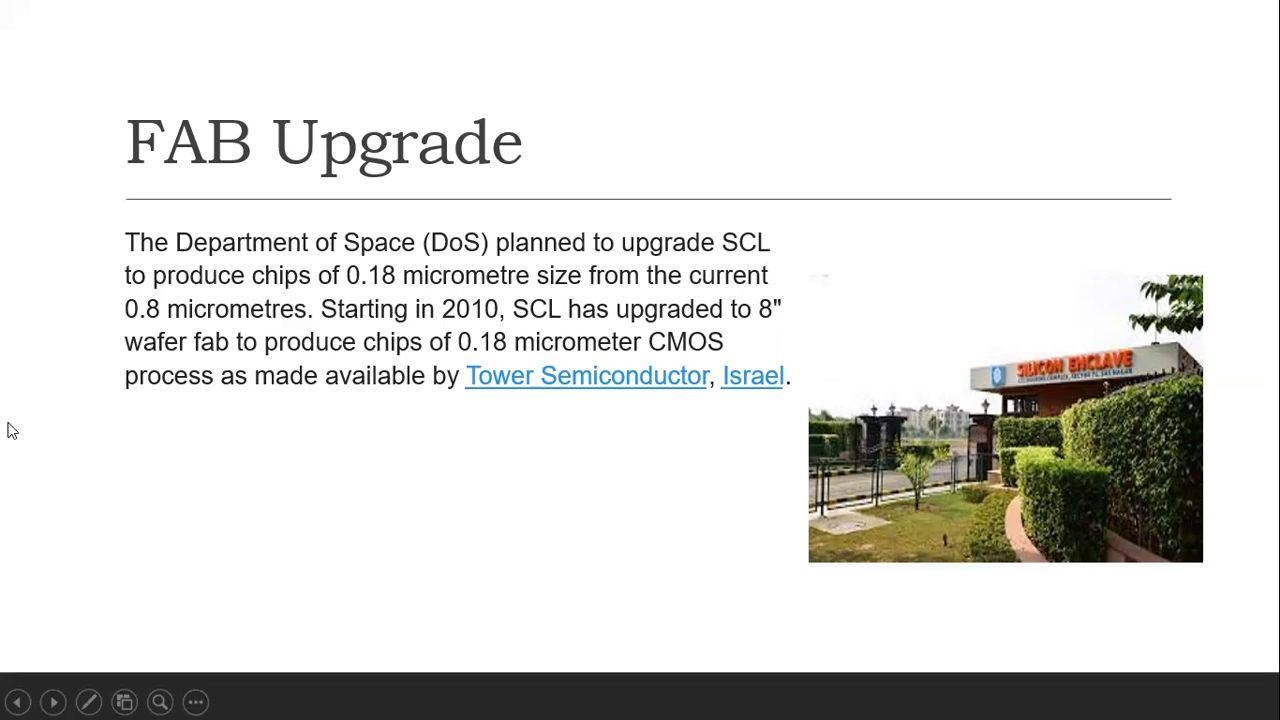 FAB Upgrade
The Department of Space (DoS) planned to upgrade SCL
to produce chips of 0.18 micrometre size from the current
0.8 micrometres. Starting in 2010, SCL has upgraded to 8"
wafer fab to produce chips of 0.18 micrometer CMOS
process as made available by Tower Semiconductor, Israel.
SILICON ENCLAVE